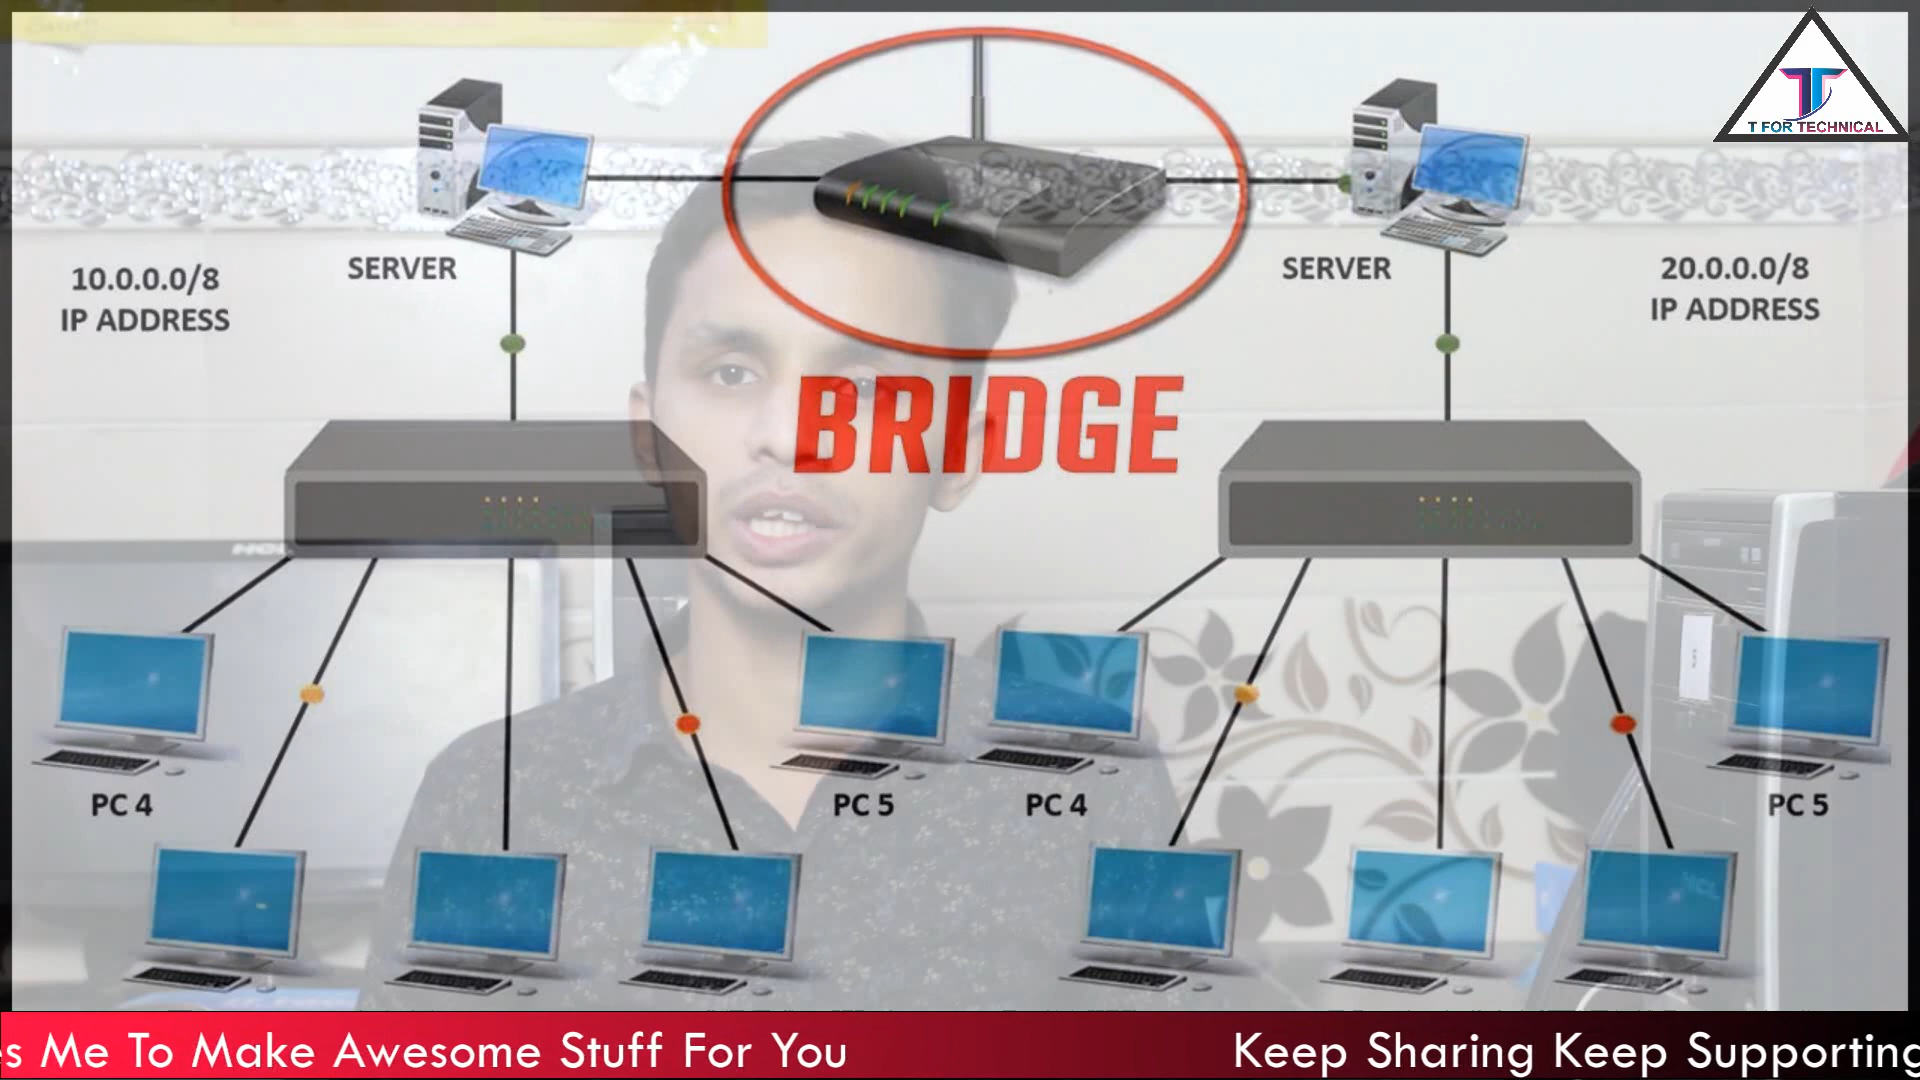 T FOR TECHNICAL
SERVER
10.0.0.0/8
IP ADDRESS
SERVER
20.0.0.0/8
IP ADDRESS
BRIDGE
PC 4
PC 5
PC 4
PC 5
s Me To Make Awesome Stuff For You
Keep Sharing Keep Supporting